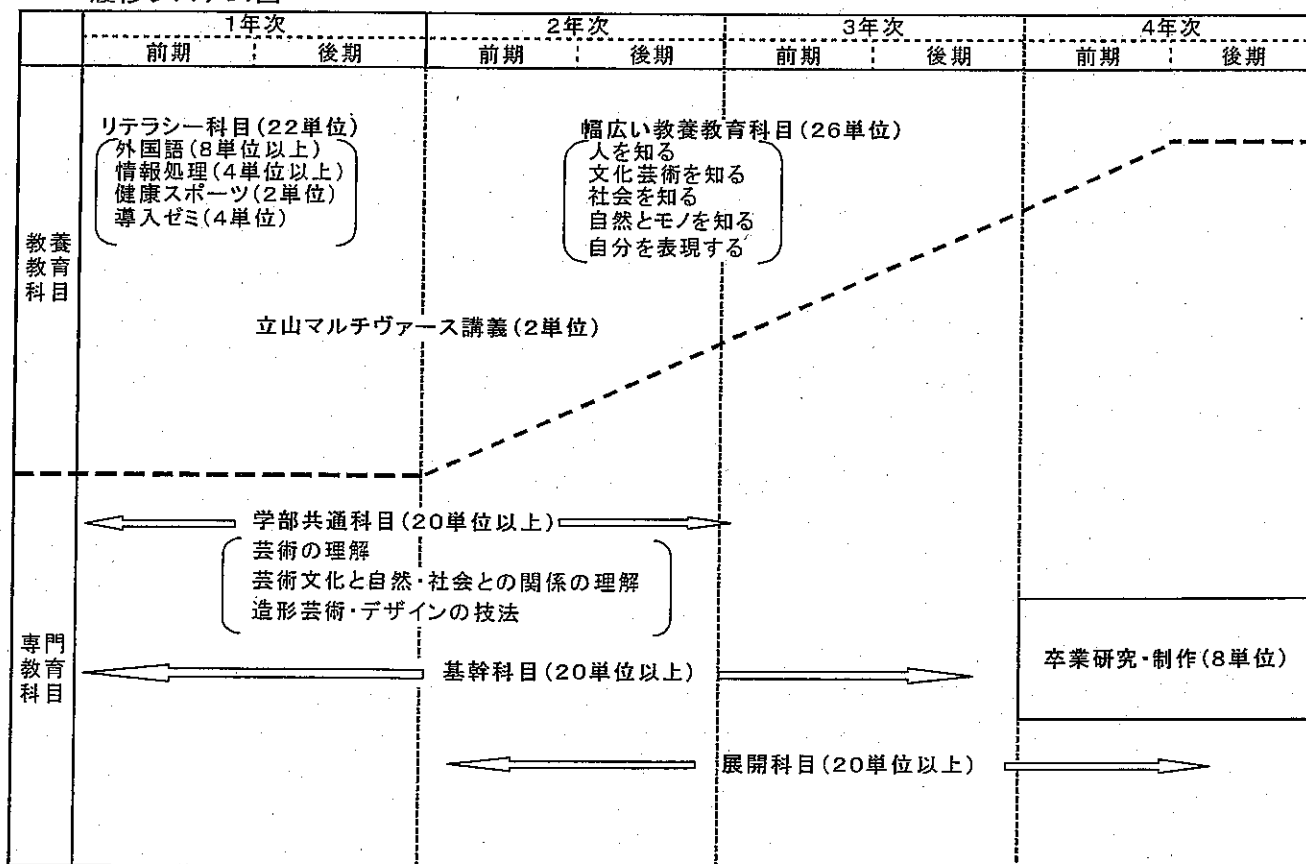 1年次 2年次 3年次 4年次
前期 後期 前期 後期 前期 後期 前期 後期
教養教育科目
リテラシー科目(22単位)
外国語(8単位以上)
情報処理(4単位以上)
健康スポーツ(2単位)
導入ゼミ(4単位)
幅広い教養教育科目(26単位)
人を知る
文化芸術を知る
社会を知る
自然とモノを知る
自分を表現する
立山マルチヴァース講義(2単位)
専門教育科目
学部共通科目(20単位以上)
芸術の理解
芸術文化と自然・社会との関係の理解
造形芸術・デザインの技法
基幹科目(20単位以上)
卒業研究・制作(8単位)
展開科目(20単位以上)